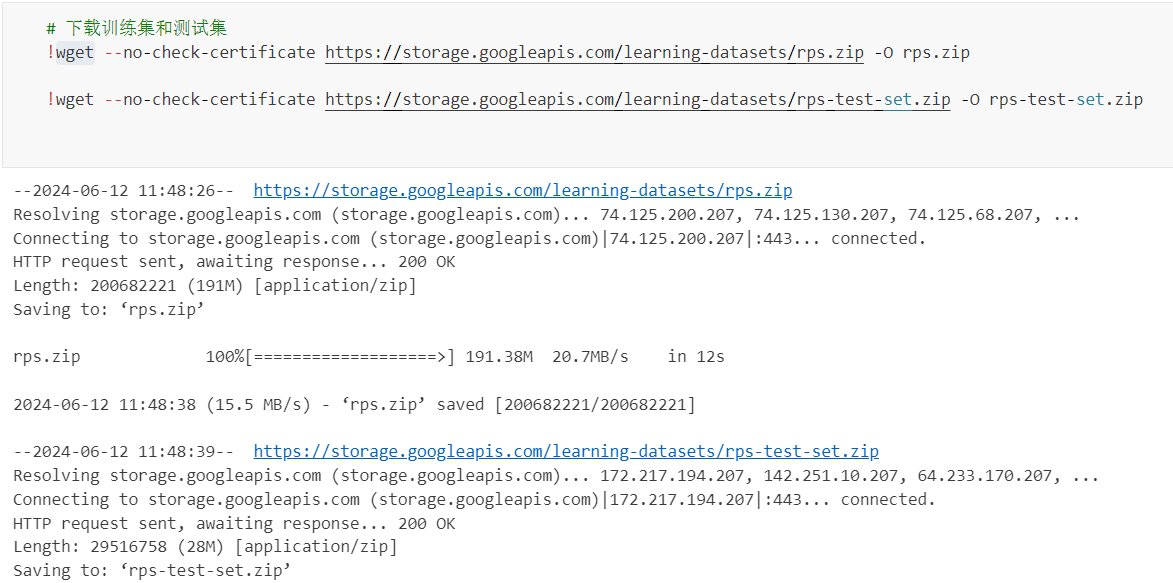 # 下载训练集和测试集
!wget --no-check-certificate https://storage.googleapis.com/learning-datasets/rps.zip -O rps.zip
!wget --no-check-certificate https://storage.googleapis.com/learning-datasets/rps-test-set.zip -O rps-test-set.zip
--2024-06-12 11:48:26--  https://storage.googleapis.com/learning-datasets/rps.zip
Resolving storage.googleapis.com (storage.googleapis.com)... 74.125.200.207, 74.125.130.207, 74.125.68.207, ...
Connecting to storage.googleapis.com (storage.googleapis.com)|74.125.200.207|:443... connected.
HTTP request sent, awaiting response... 200 OK
Length: 200682221 (191M) [application/zip]
Saving to: ‘rps.zip’
rps.zip             100%[===================>] 191.38M  20.7MB/s    in 12s
2024-06-12 11:48:38 (15.5 MB/s) - ‘rps.zip’ saved [200682221/200682221]
--2024-06-12 11:48:39--  https://storage.googleapis.com/learning-datasets/rps-test-set.zip
Resolving storage.googleapis.com (storage.googleapis.com)... 172.217.194.207, 142.251.10.207, 64.233.170.207, ...
Connecting to storage.googleapis.com (storage.googleapis.com)|172.217.194.207|:443... connected.
HTTP request sent, awaiting response... 200 OK
Length: 29516758 (28M) [application/zip]
Saving to: ‘rps-test-set.zip’